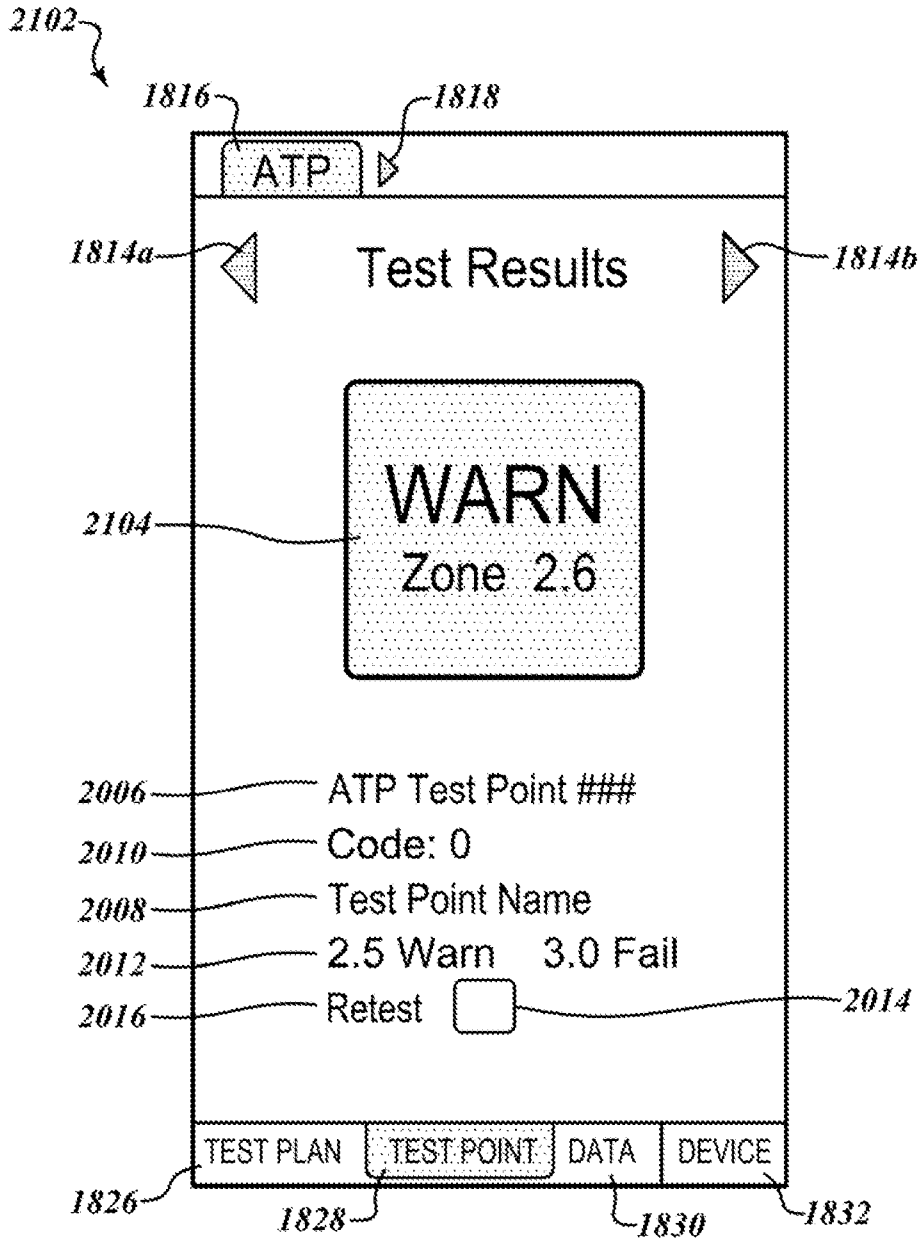 2102
1816
1818
ATP
1814a
Test Results
1814b
WARN
2104
Zone 2.6
2006
ATP Test Point ###
2010
Code: 0
2008
Test Point Name
2012
2.5 Warn 3.0 Fail
2016
Retest
2014
TEST PLAN TEST POINT DATA DEVICE
1826
1828
1830
1832